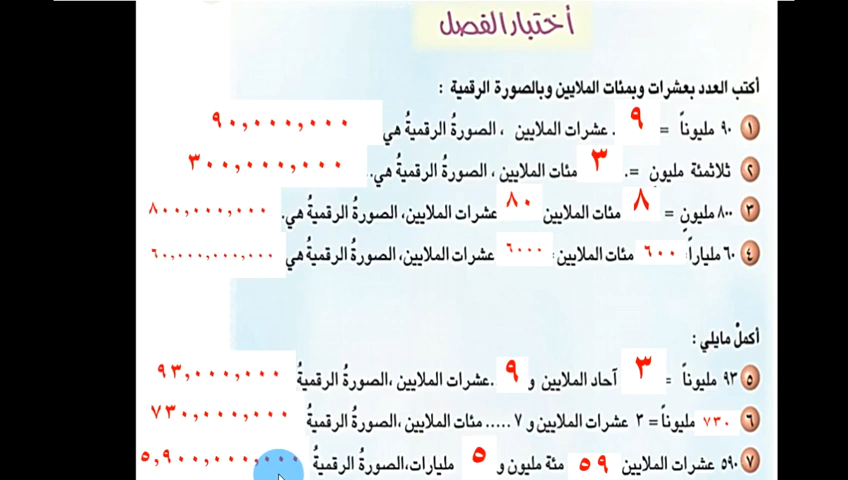 أختبار الفصل
أكتب العدد بعشرات وبمئات الملايين وبالصورة الرقمية :
١ ٩٠ مليوناً = ٩ . عشرات الملايين ، الصورةُ الرقميةُ هي ٩٠,٠٠٠,٠٠٠
٢ ثلاثمئة مليونِ =. ٣ مئات الملايين ، الصورةُ الرقميةُ هي. ٣٠٠,٠٠٠,٠٠٠
٣ ٨٠٠ مليونٍ = ٨ مئات الملايين ٨٠ عشرات الملايين، الصورةُ الرقميةُ هي. ٨٠٠,٠٠٠,٠٠٠
٤ ٦٠ ملياراً: ٦٠٠ مئات الملايين: ٦٠٠٠ عشرات الملايين، الصورةُ الرقميةُ هي ٦٠,٠٠٠,٠٠٠,٠٠٠
أكملْ مايلي :
٥ ٩٣ مليوناً = ٣ آحاد الملايين و ٩ .عشرات الملايين ،الصورةُ الرقميةُ ٩٣,٠٠٠,٠٠٠
٦ ٧٣٠ مليوناً = ٣ عشرات الملايين و ٧ ..... مئات الملايين ،الصورةُ الرقميةُ ٧٣٠,٠٠٠,٠٠٠
٧ ٥٩٠ عشرات الملايين ٥٩ مئة مليون و ٥ مليارات،الصورةُ الرقميةُ ٥,٩٠٠,٠٠٠,٠٠٠